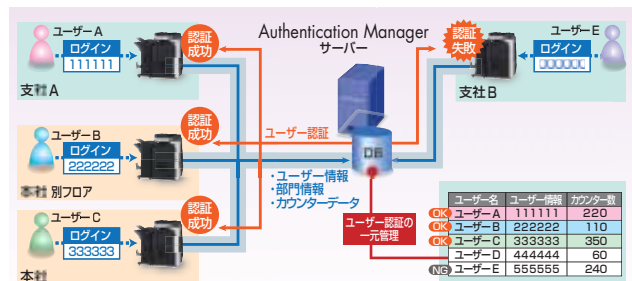 ユーザーA
ログイン
111111
支社A
認証
成功
Authentication Manager
サーバー
認証
失敗
ユーザーE
ログイン
支社B
ユーザーB
ログイン
222222
本社 別フロア
認証
成功
ユーザー認証
DB
・ユーザー情報
・部門情報
・カウンターデータ
ユーザーC
ログイン
333333
本社
認証
成功
ユーザー認証の
一元管理
ユーザー名 ユーザー情報 カウンター数
OK ユーザーA 111111 220
OK ユーザーB 222222 110
OK ユーザーC 333333 350
ユーザーD 444444 60
NG ユーザーE 555555 240